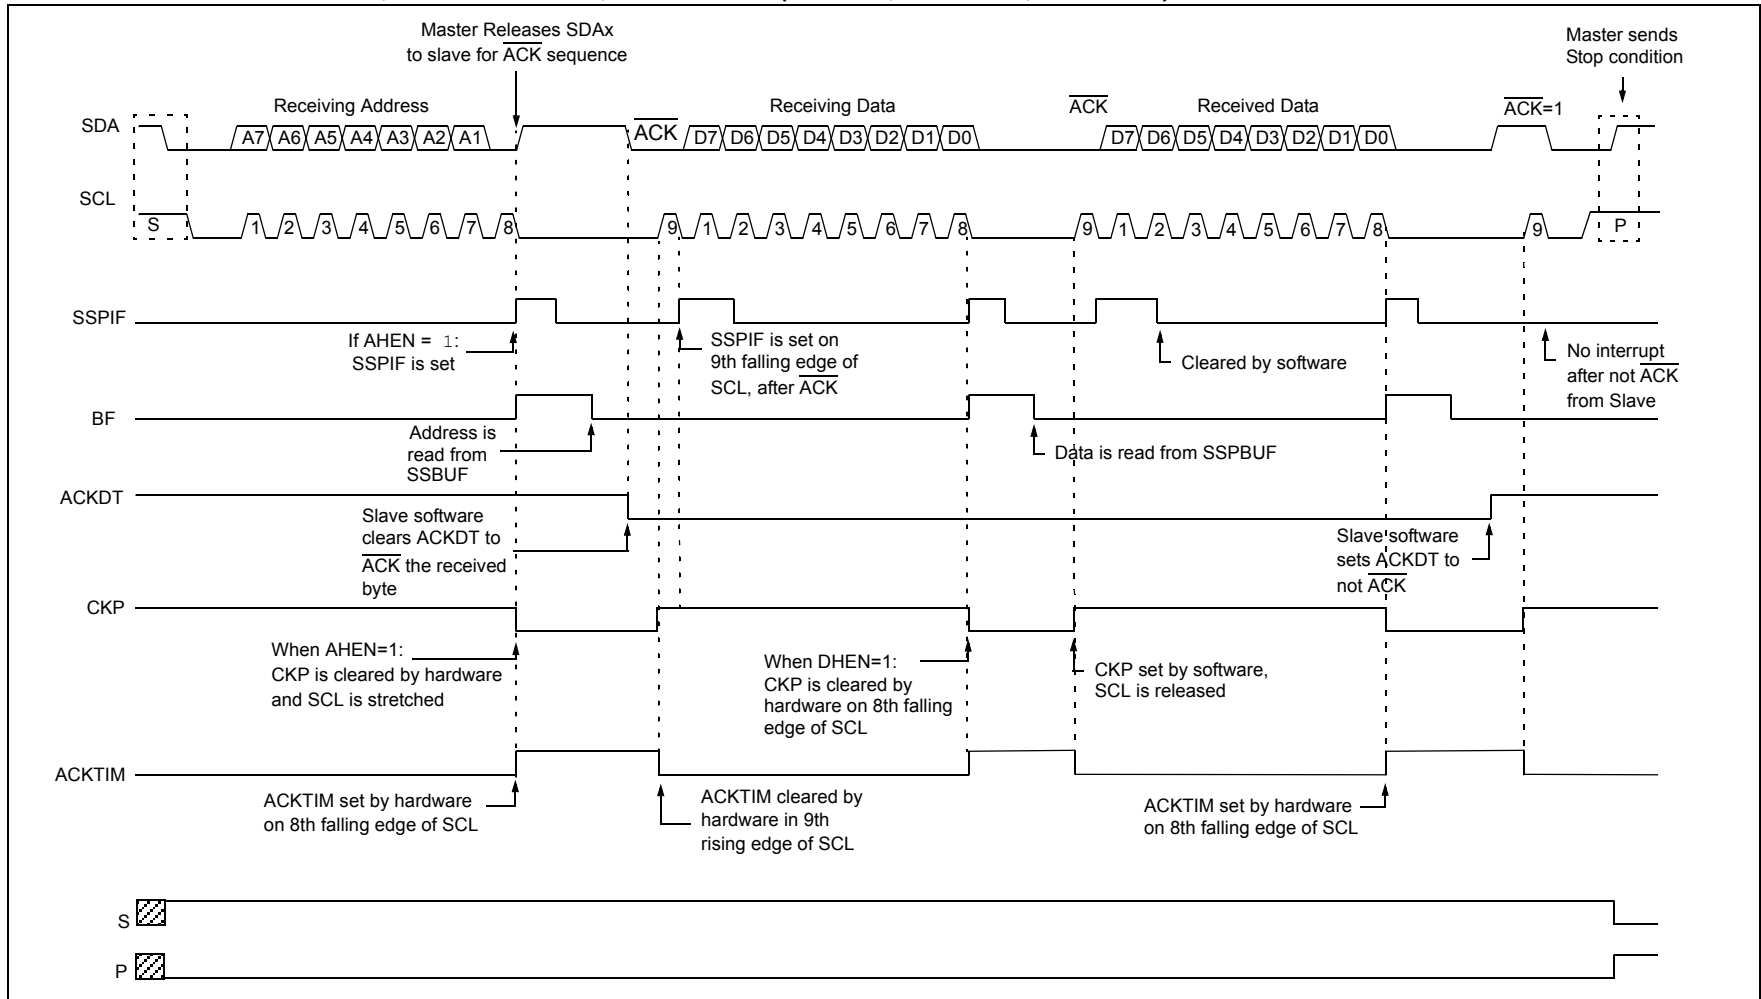 Master Releases SDAx
to slave for ACK sequence
Master sends
Stop condition
Receiving Address
Receiving Data
ACK
Received Data
ACK=1
SDA
A7 A6 A5 A4 A3 A2 A1
ACK
D7 D6 D5 D4 D3 D2 D1 D0
D7 D6 D5 D4 D3 D2 D1 D0
SCL
S
1 2 3 4 5 6 7 8
9 1 2 3 4 5 6 7 8
9 1 2 3 4 5 6 7 8
9
P
SSPIF
If AHEN = 1:
SSPIF is set
SSPIF is set on
9th falling edge of
SCL, after ACK
Cleared by software
No interrupt
after not ACK
from Slave
BF
Address is
read from
SSBUF
Data is read from SSPBUF
ACKDT
Slave software
clears ACKDT to
ACK the received
byte
Slave software
sets ACKDT to
not ACK
CKP
When AHEN=1:
CKP is cleared by hardware
and SCL is stretched
When DHEN=1:
CKP is cleared by
hardware on 8th falling
edge of SCL
CKP set by software,
SCL is released
ACKTIM
ACKTIM set by hardware
on 8th falling edge of SCL
ACKTIM cleared by
hardware in 9th
rising edge of SCL
ACKTIM set by hardware
on 8th falling edge of SCL
S
P